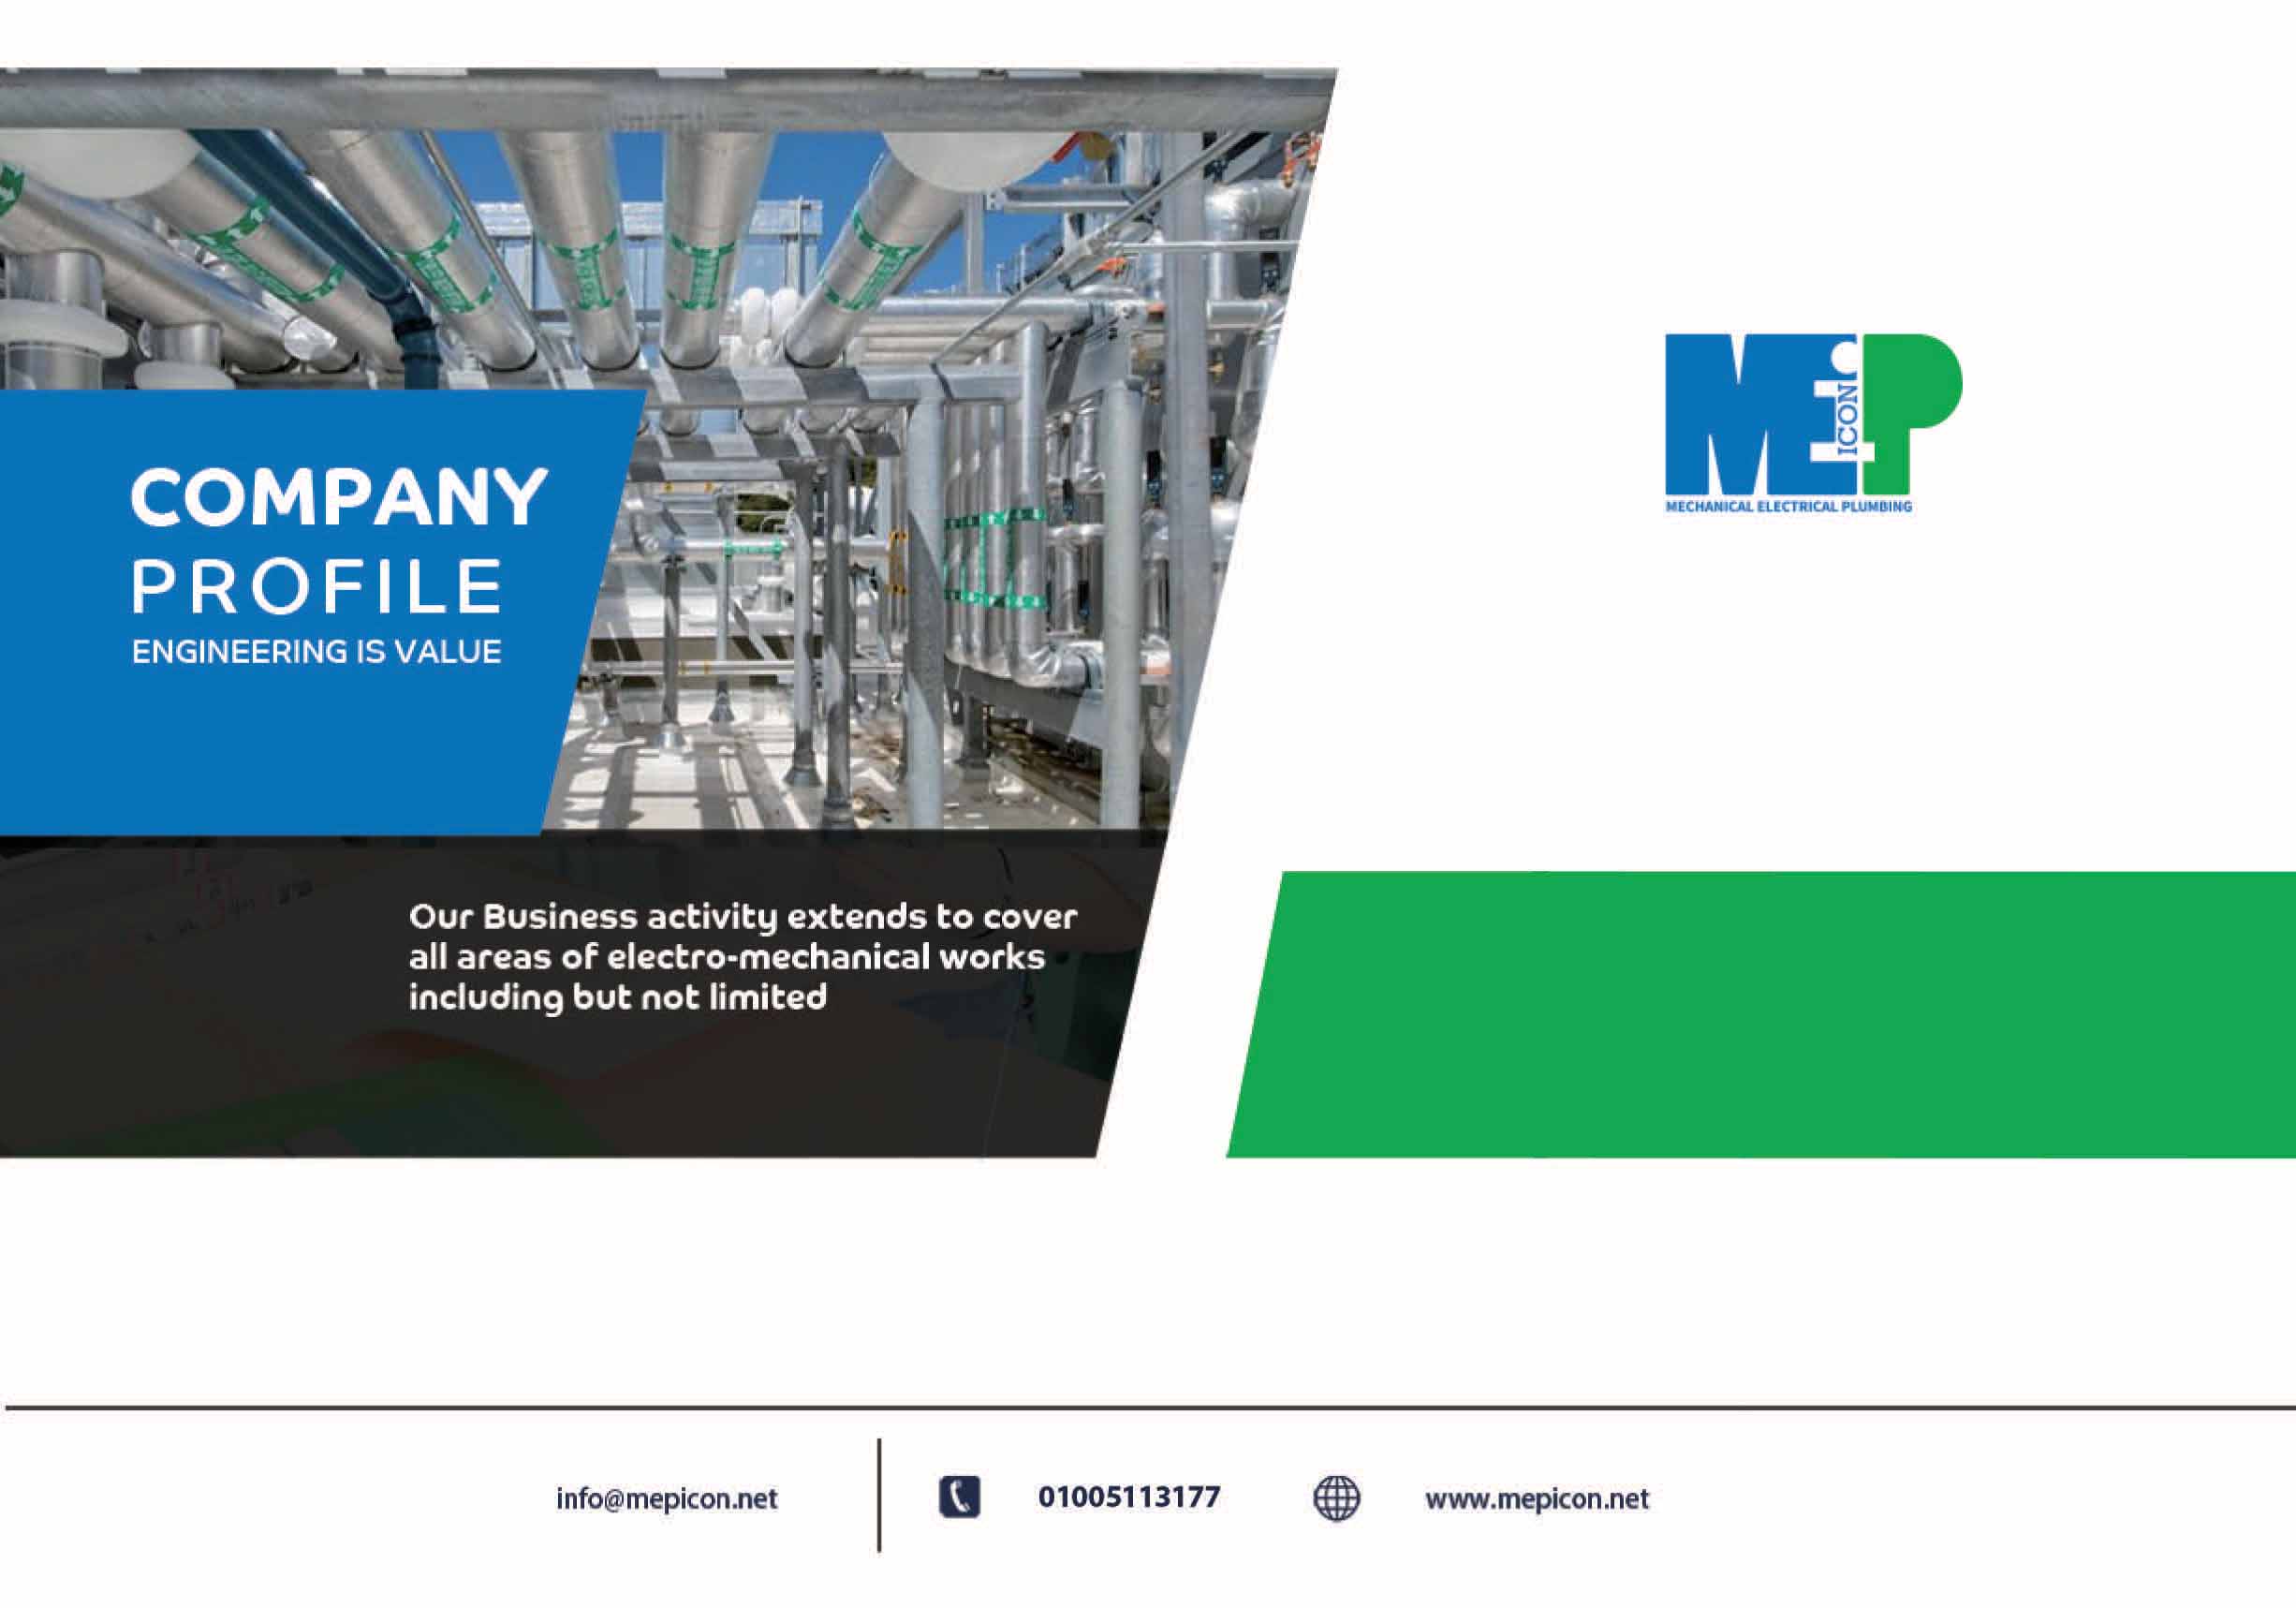 COMPANY
PROFILE
ENGINEERING IS VALUE
MEP
ICON
MECHANICAL ELECTRICAL PLUMBING
Our Business activity extends to cover
all areas of electro-mechanical works
including but not limited
info@mepicon.net
01005113177
www.mepicon.net